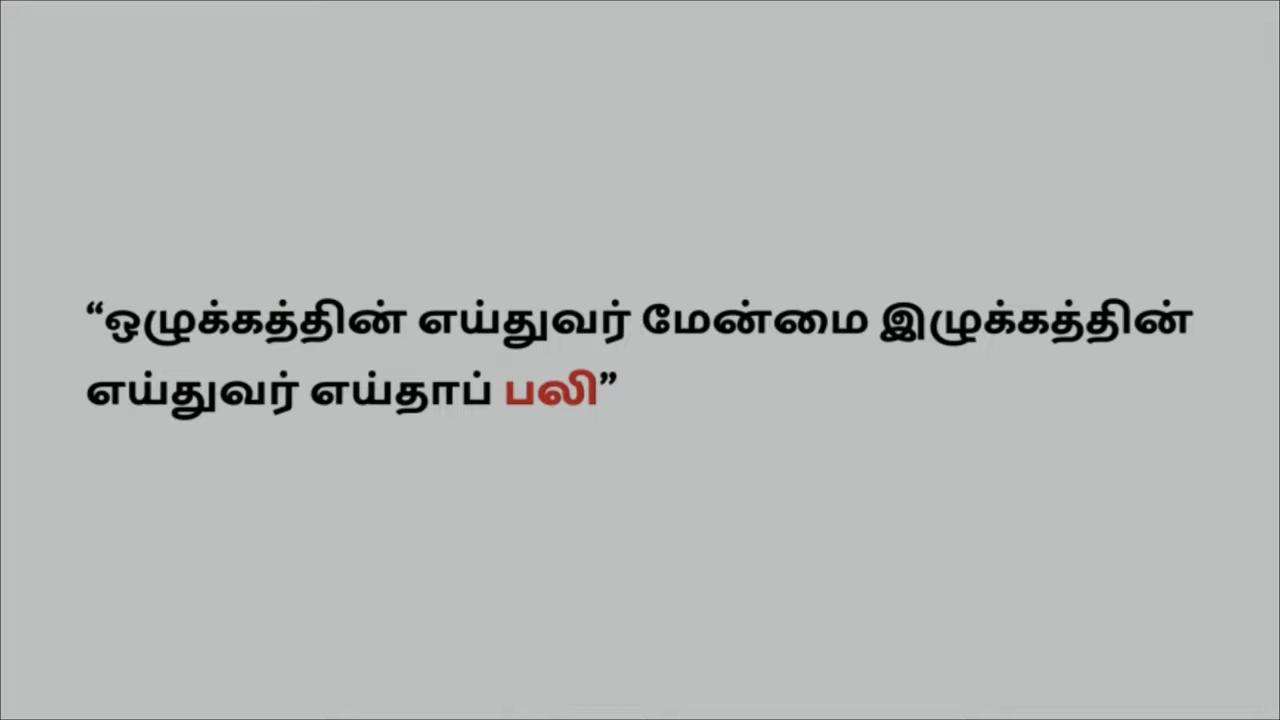 “ஒழுக்கத்தின் எய்துவர் மேன்மை இழுக்கத்தின்
எய்துவர் எய்தாப் பலி”